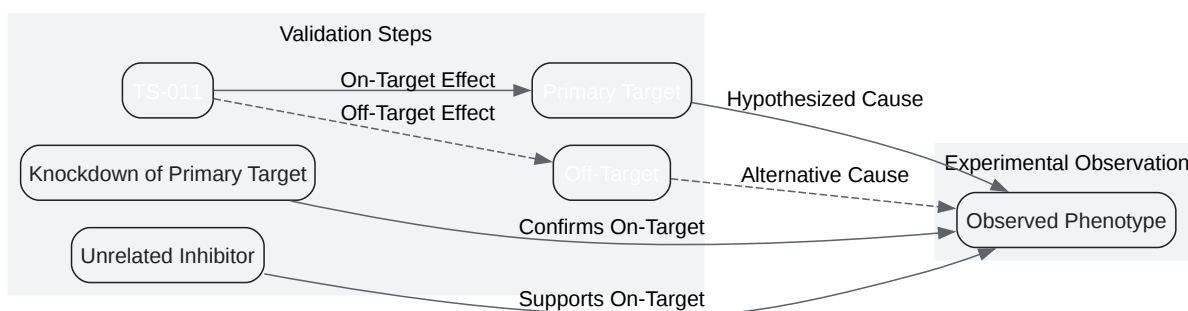 Validation Steps
TS-011
On-Target Effect
Primary Target
Hypothesized Cause
Off-Target Effect
Knockdown of Primary Target
Off-Target
Alternative Cause
Experimental Observation
Observed Phenotype
Confirms On-Target
Unrelated Inhibitor
Supports On-Target